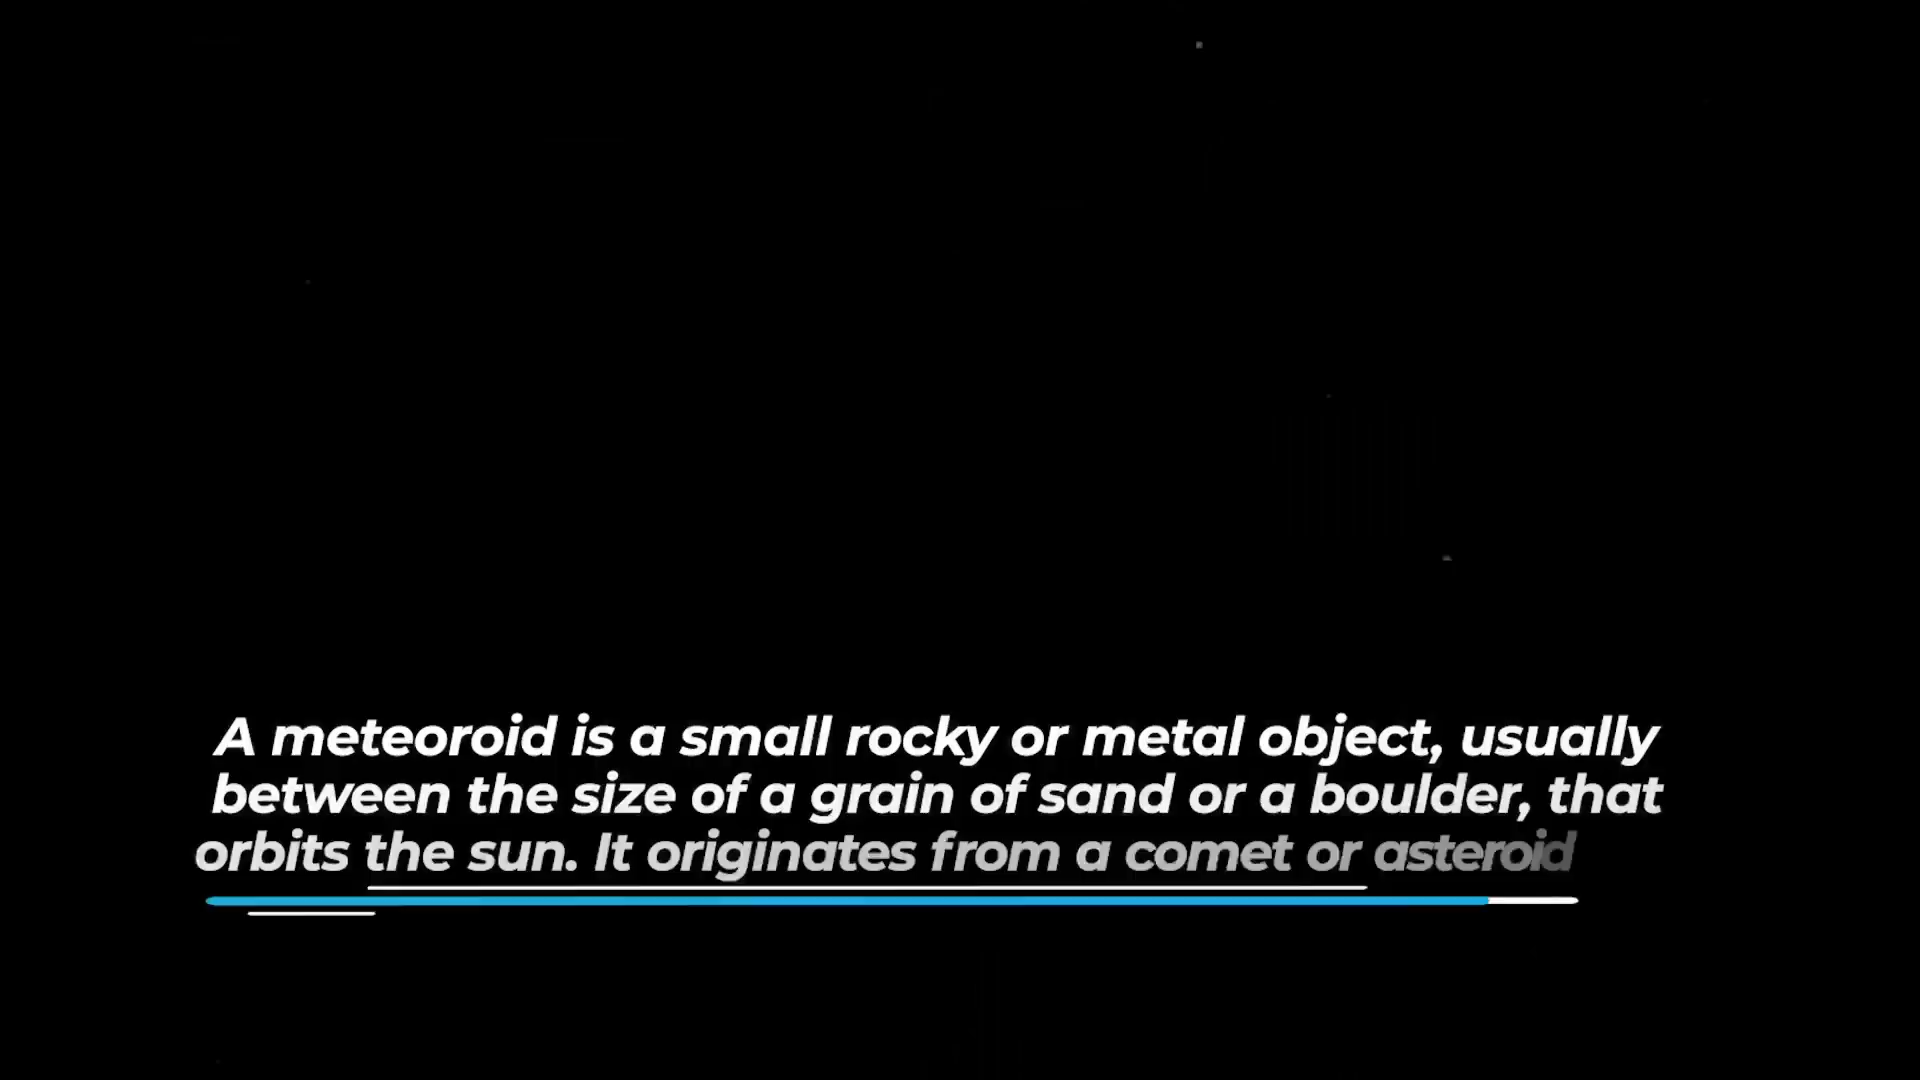 A meteoroid is a small rocky or metal object, usually
between the size of a grain of sand or a boulder, that
orbits the sun. It originates from a comet or asteroid